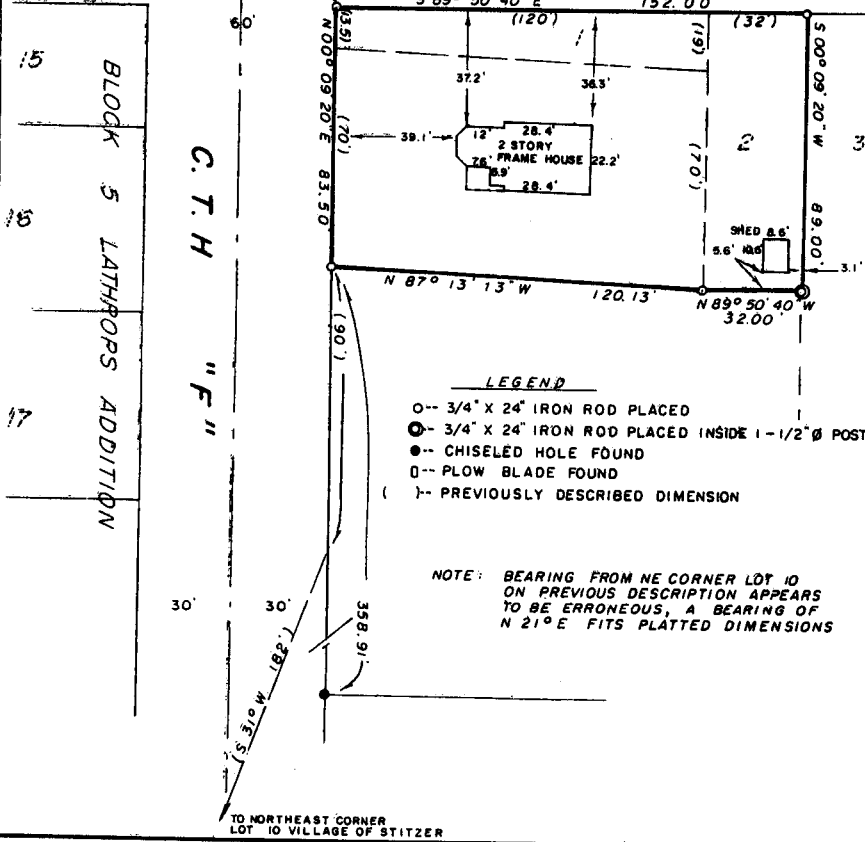 S 89° 50' 40" E 152.00'
(120')
(32')
60'
(3.5')
(19')
N 00° 09' 20" E 83.50'
(70')
S 00° 09' 20" W 89.00'
15
BLOCK 5 LATHROPS ADDITION
C. T. H "F"
37.2'
36.3'
39.1'
12'
28.4'
2 STORY
FRAME HOUSE
22.2'
7.6'
5.9'
28.4'
(70')
2
3
16
SHED 8.6'
5.6'
3.1'
N 87° 13' 13" W 120.13'
N 89° 50' 40" W
32.00'
(90')
LEGEND
O-- 3/4" X 24" IRON ROD PLACED
◎-- 3/4" X 24" IRON ROD PLACED INSIDE 1-1/2" Ø POST
●-- CHISELED HOLE FOUND
▯-- PLOW BLADE FOUND
( )-- PREVIOUSLY DESCRIBED DIMENSION
17
NOTE: BEARING FROM NE CORNER LOT 10
ON PREVIOUS DESCRIPTION APPEARS
TO BE ERRONEOUS, A BEARING OF
N 21° E FITS PLATTED DIMENSIONS
30'
30'
358.91'
(S 31° W 182')
TO NORTHEAST CORNER
LOT 10 VILLAGE OF STITZER